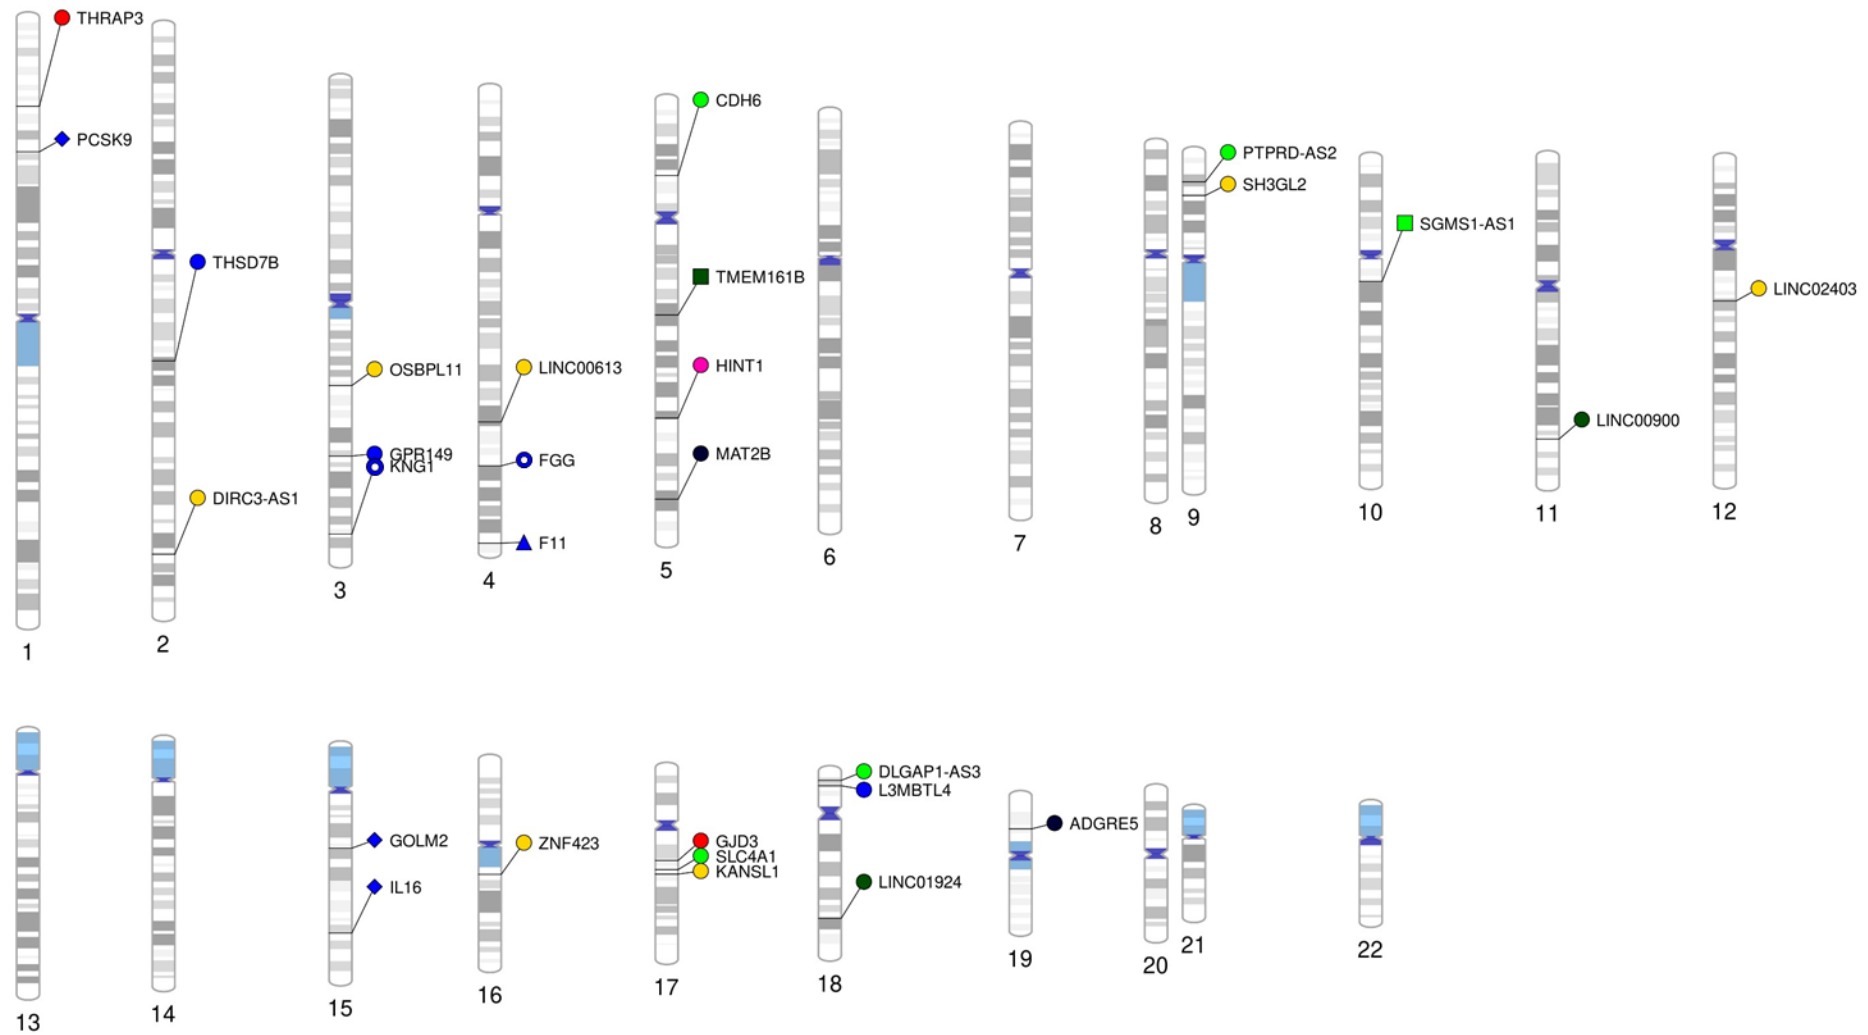 THRAP3
PCSK9
1
THSD7B
DIRC3-AS1
2
OSBPL11
GPR149
KNG1
3
LINC00613
FGG
F11
4
CDH6
TMEM161B
HINT1
MAT2B
5
6
7
8
PTPRD-AS2
SH3GL2
9
SGMS1-AS1
10
LINC00900
11
LINC02403
12
13
14
GOLM2
IL16
15
ZNF423
16
GJD3
SLC4A1
KANSL1
17
DLGAP1-AS3
L3MBTL4
LINC01924
18
ADGRE5
19
20
21
22